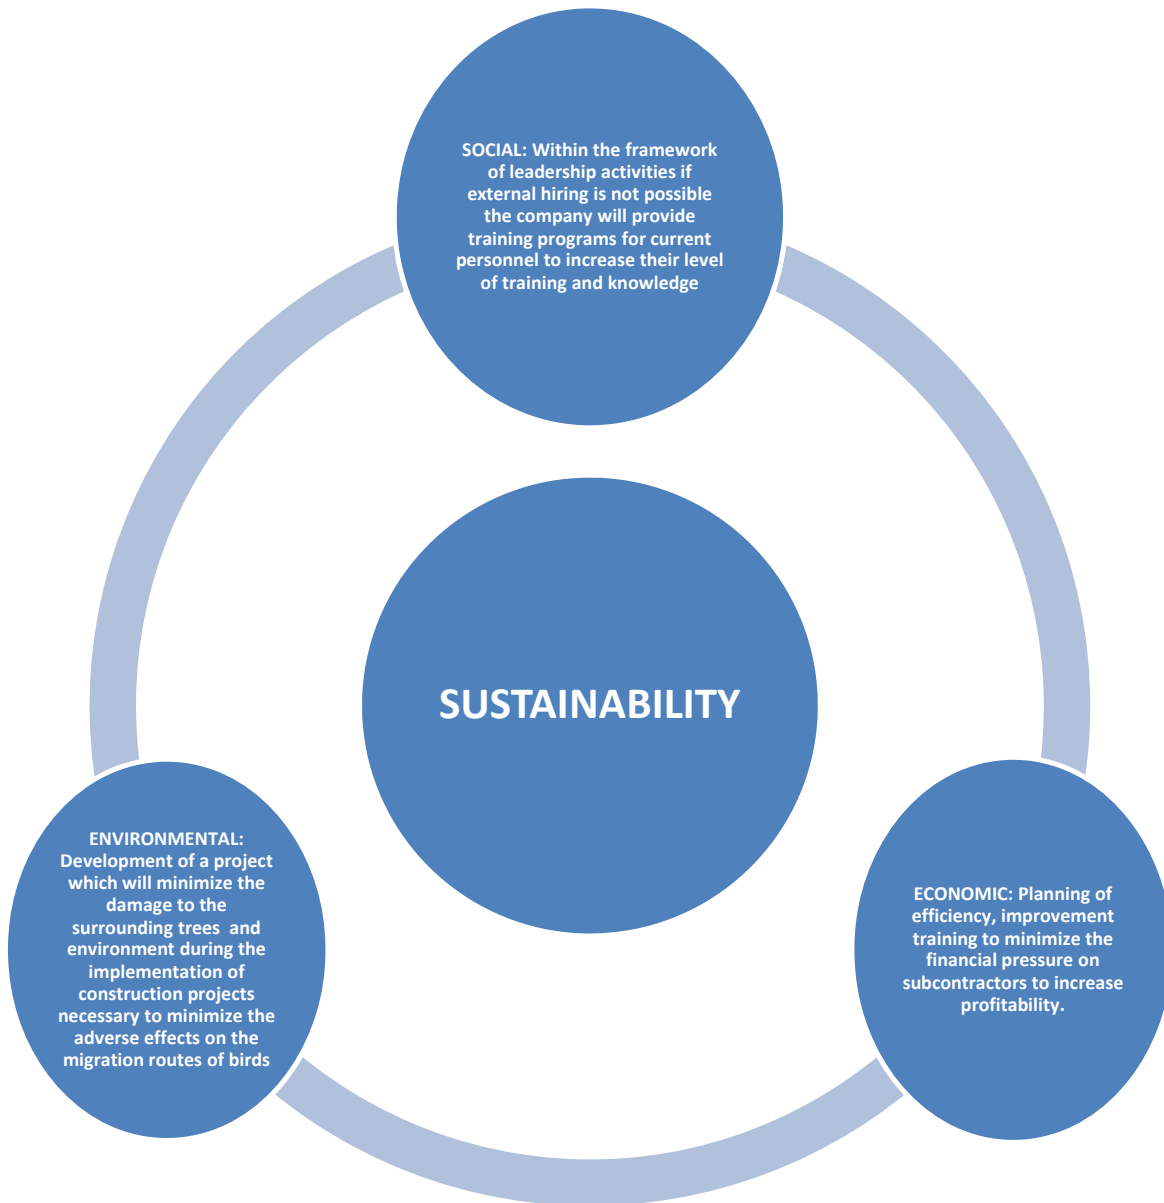 SOCIAL: Within the framework
of leadership activities if
external hiring is not possible
the company will provide
training programs for current
personnel to increase their level
of training and knowledge
SUSTAINABILITY
ENVIRONMENTAL:
Development of a project
which will minimize the
damage to the
surrounding trees  and
environment during the
implementation of
construction projects
necessary to minimize the
adverse effects on the
migration routes of birds
ECONOMIC: Planning of
efficiency, improvement
training to minimize the
financial pressure on
subcontractors to increase
profitability.